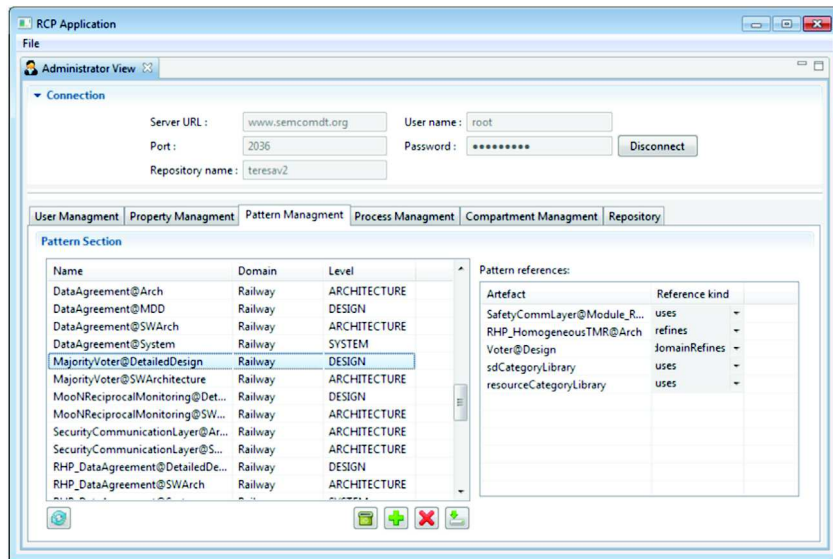 RCP Application
File
Administrator View
Connection
Server URL : www.semcomdt.org User name : root
Port : 2036 Password : ●●●●●●●●● Disconnect
Repository name : teresav2
User Managment Property Managment Pattern Managment Process Managment Compartment Managment Repository
Pattern Section
Name Domain Level
DataAgreement@Arch Railway ARCHITECTURE
DataAgreement@MDD Railway DESIGN
DataAgreement@SWArch Railway ARCHITECTURE
DataAgreement@System Railway SYSTEM
MajorityVoter@DetailedDesign Railway DESIGN
MajorityVoter@SWArchitecture Railway ARCHITECTURE
MooNReciprocalMonitoring@Det... Railway DESIGN
MooNReciprocalMonitoring@SW... Railway ARCHITECTURE
SecurityCommunicationLayer@Ar... Railway ARCHITECTURE
SecurityCommunicationLayer@S... Railway ARCHITECTURE
RHP_DataAgreement@DetailedDe... Railway DESIGN
RHP_DataAgreement@SWArch Railway ARCHITECTURE
Pattern references:
Artefact Reference kind
SafetyCommLayer@Module_R... uses
RHP_HomogeneousTMR@Arch refines
Voter@Design domainRefines
sdCategoryLibrary uses
resourceCategoryLibrary uses